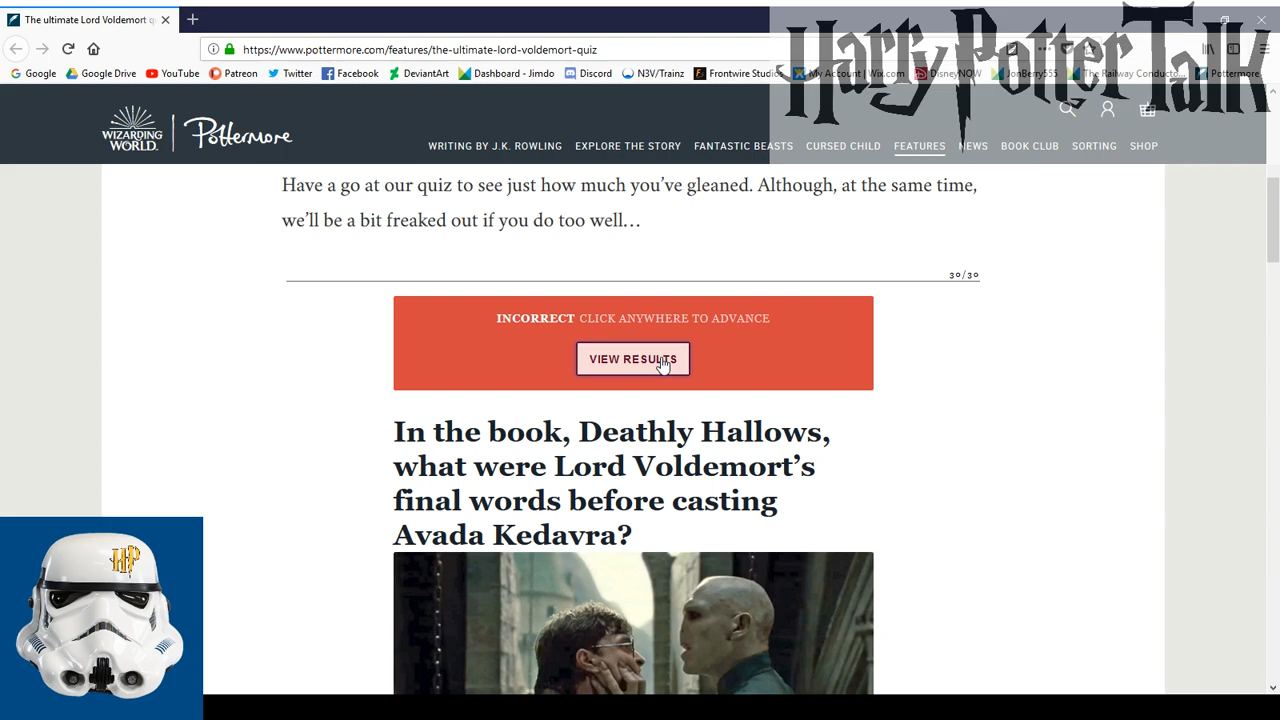 The ultimate Lord Voldemort q
https://www.pottermore.com/features/the-ultimate-lord-voldemort-quiz
Harry Potter Talk
Google Google Drive YouTube Patreon Twitter Facebook DeviantArt Dashboard - Jimdo Discord N3V/Trainz Frontwire Studios My Account | Wix.com DisneyNOW JonBerry555 The Railway Conducto... Pottermore
WIZARDING
WORLD
Pottermore
WRITING BY J.K. ROWLING EXPLORE THE STORY FANTASTIC BEASTS CURSED CHILD FEATURES NEWS BOOK CLUB SORTING SHOP
Have a go at our quiz to see just how much you’ve gleaned. Although, at the same time,
we’ll be a bit freaked out if you do too well…
30/30
INCORRECT CLICK ANYWHERE TO ADVANCE
VIEW RESULTS
In the book, Deathly Hallows,
what were Lord Voldemort’s
final words before casting
Avada Kedavra?
HP